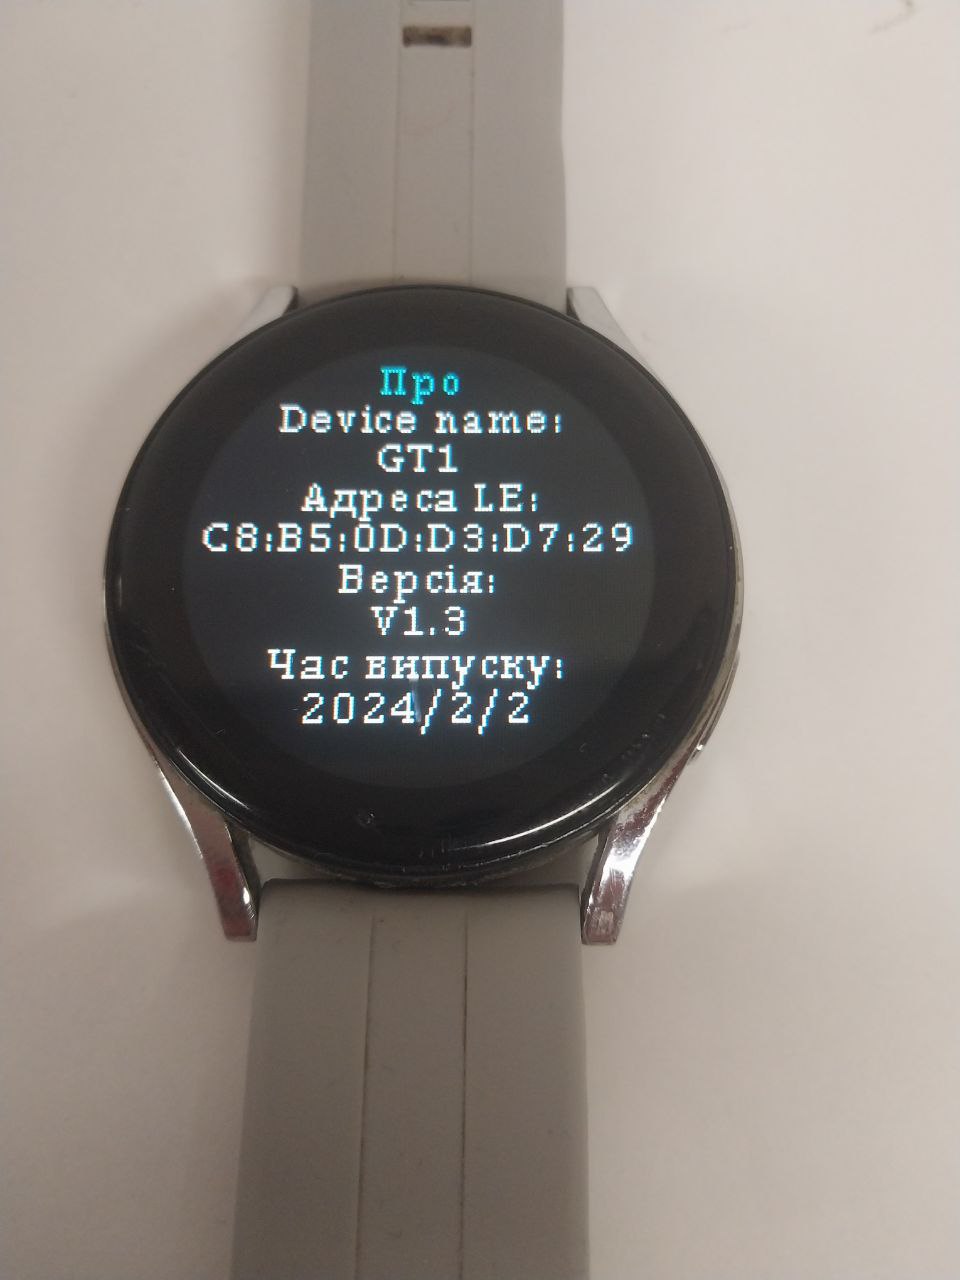 Про
Device name:
GT1
Адреса LE:
C8:B5:0D:D3:D7:29
Версія:
V1.3
Час випуску:
2024/2/2